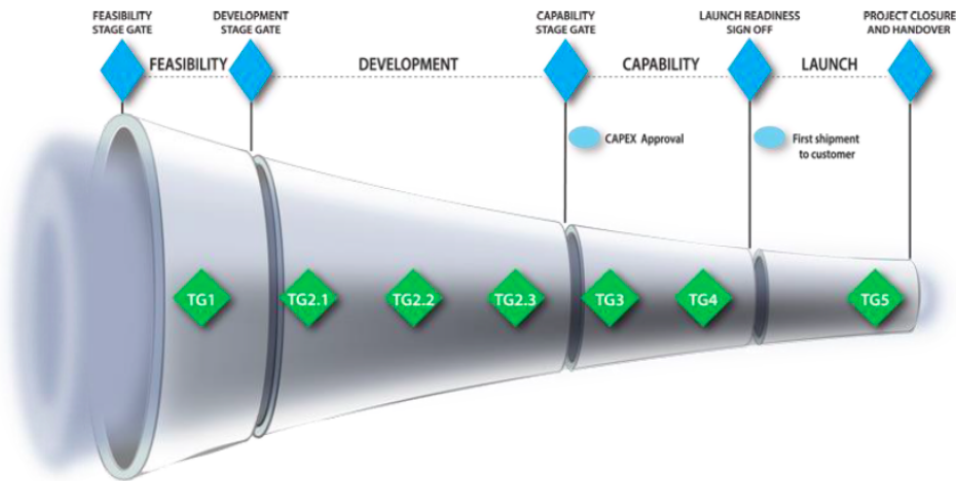 FEASIBILITY
STAGE GATE
DEVELOPMENT
STAGE GATE
CAPABILITY
STAGE GATE
LAUNCH READINESS
SIGN OFF
PROJECT CLOSURE
AND HANDOVER
FEASIBILITY
DEVELOPMENT
CAPABILITY
LAUNCH
CAPEX Approval
First shipment
to customer
TG1
TG2.1
TG2.2
TG2.3
TG3
TG4
TG5